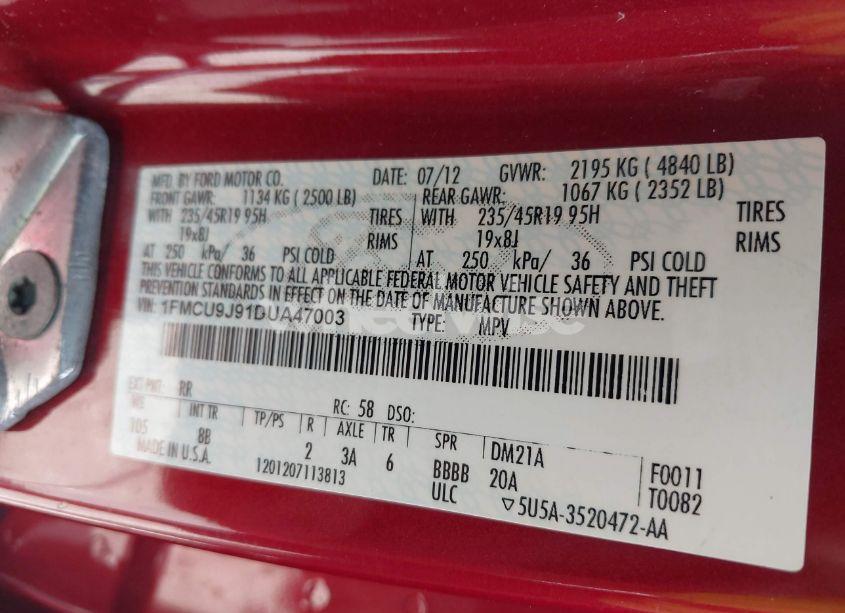 MFD. BY FORD MOTOR CO. DATE: 07/12 GVWR: 2195 KG ( 4840 LB)
FRONT GAWR: 1134 KG ( 2500 LB) REAR GAWR: 1067 KG ( 2352 LB)
WITH 235/45R19 95H TIRES WITH 235/45R19 95H TIRES
19x8J RIMS 19x8J RIMS
AT 250 kPa/ 36 PSI COLD AT 250 kPa/ 36 PSI COLD
THIS VEHICLE CONFORMS TO ALL APPLICABLE FEDERAL MOTOR VEHICLE SAFETY AND THEFT
PREVENTION STANDARDS IN EFFECT ON THE DATE OF MANUFACTURE SHOWN ABOVE.
VIN: 1FMCU9J91DUA47003 TYPE: MPV
EXT PNT: RR RC: 58 DSO:
WB INT TR TP/PS R AXLE TR SPR DM21A F0011
105 8B 2 3A 6 BBBB 20A T0082
MADE IN U.S.A. 1201207113813 ULC ▽5U5A-3520472-AA